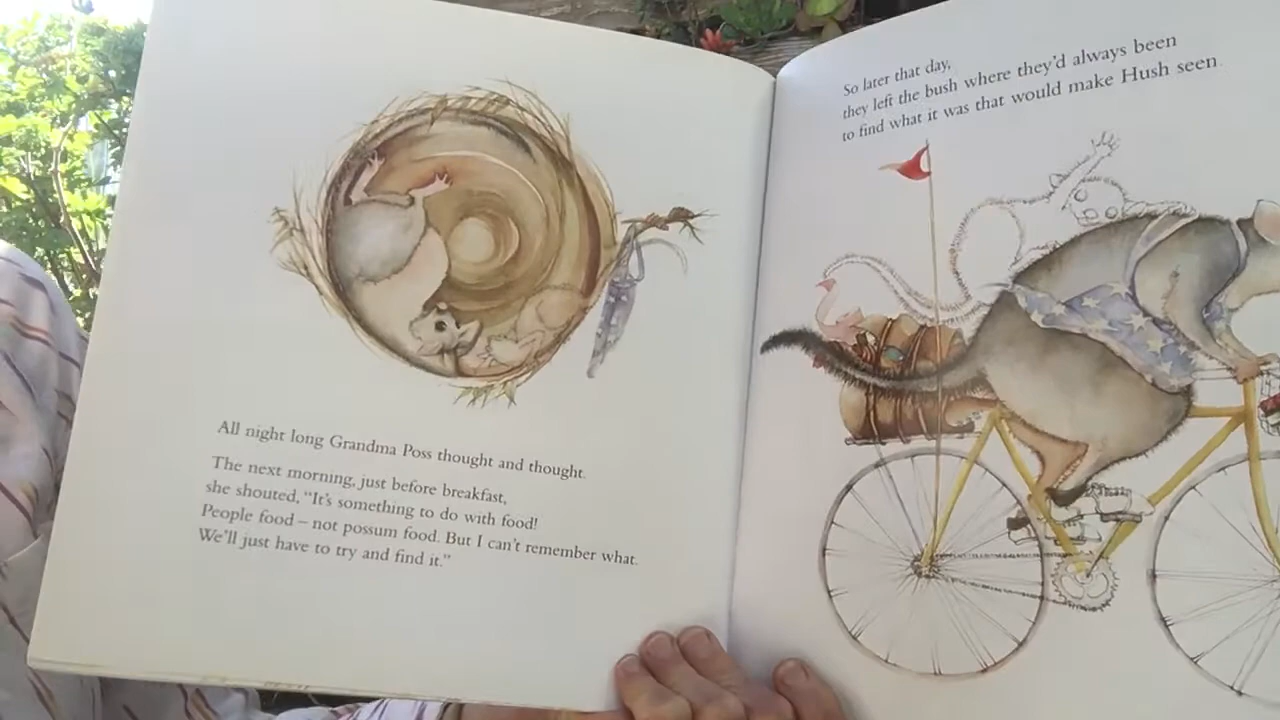 All night long Grandma Poss thought and thought.
The next morning, just before breakfast,
she shouted, “It’s something to do with food!
People food – not possum food. But I can’t remember what.
We’ll just have to try and find it.”
So later that day,
they left the bush where they’d always been
to find what it was that would make Hush seen.